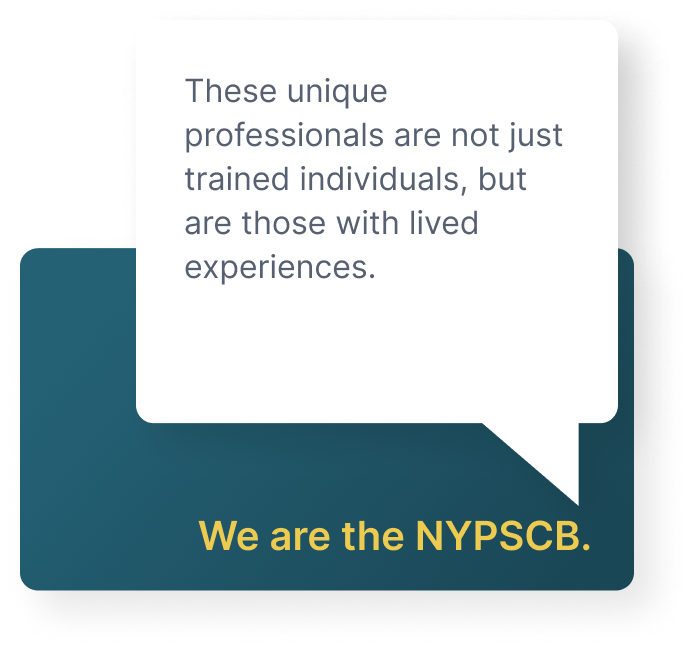 These unique
professionals are not just
trained individuals, but
are those with lived
experiences.
We are the NYPSCB.